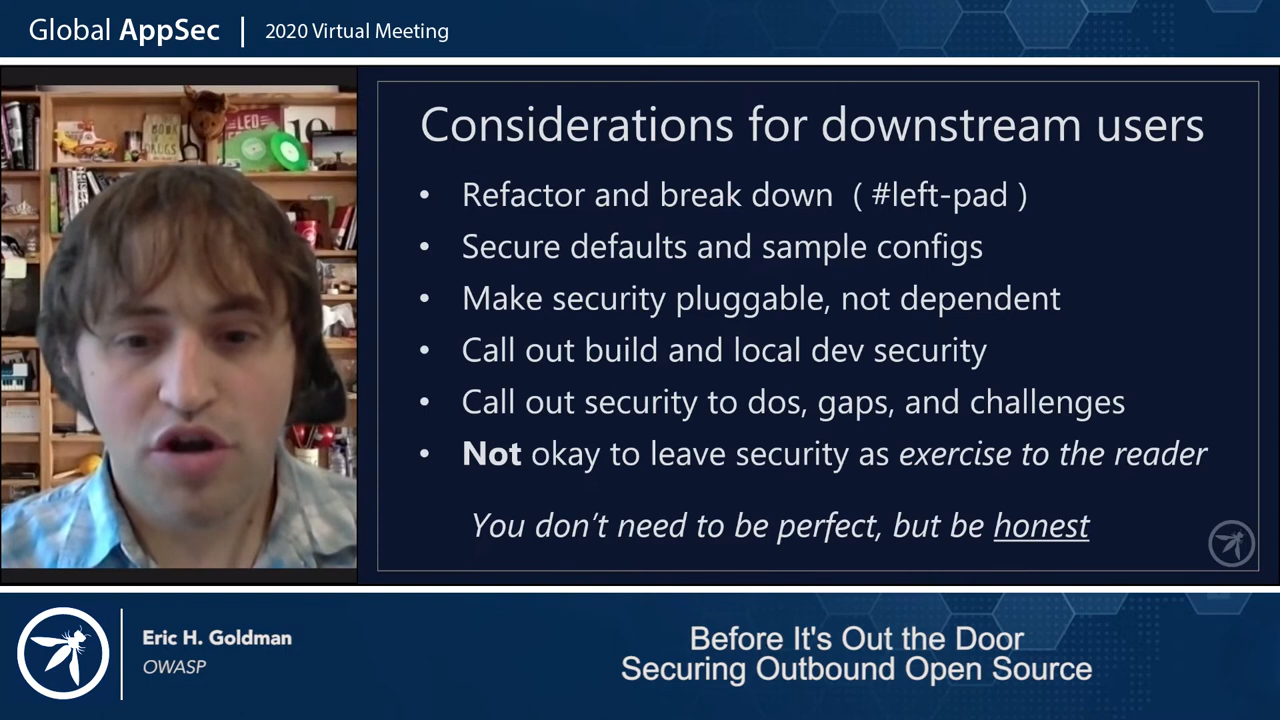 Global AppSec | 2020 Virtual Meeting
LED
Considerations for downstream users
• Refactor and break down ( #left-pad )
• Secure defaults and sample configs
• Make security pluggable, not dependent
• Call out build and local dev security
• Call out security to dos, gaps, and challenges
• Not okay to leave security as exercise to the reader
You don't need to be perfect, but be honest
Eric H. Goldman
OWASP
Before It's Out the Door
Securing Outbound Open Source